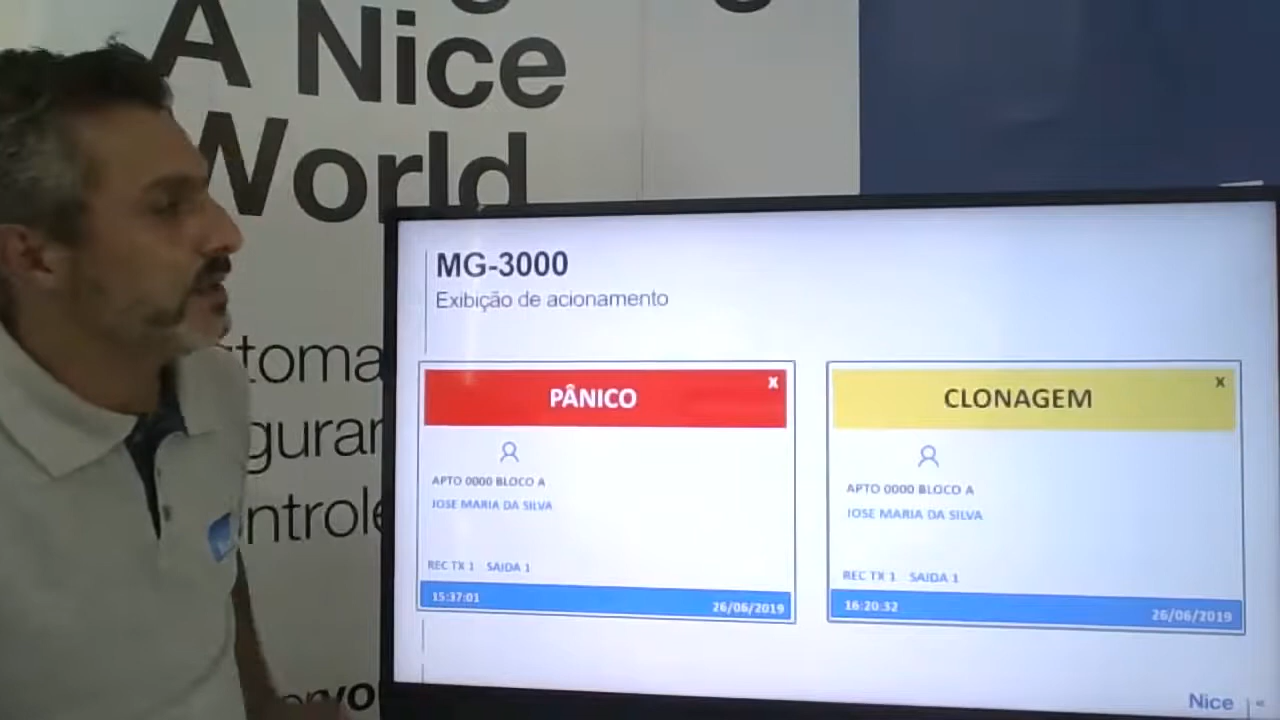 A Nice
World
MG-3000
Exibição de acionamento
PÂNICO
X
APTO 0000 BLOCO A
JOSE MARIA DA SILVA
REC TX 1 SAIDA 1
15:37:01
26/06/2019
CLONAGEM
X
APTO 0000 BLOCO A
JOSE MARIA DA SILVA
REC TX 1 SAIDA 1
16:20:32
26/06/2019
Nice